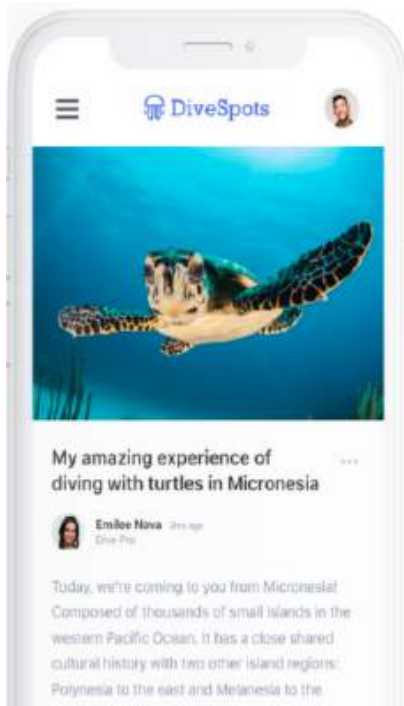 DiveSpots
My amazing experience of
diving with turtles in Micronesia
Emilee Nava 2m ago
Dive Pro
Today, we're coming to you from Micronesia!
Composed of thousands of small islands in the
western Pacific Ocean. It has a close shared
cultural history with two other island regions:
Polynesia to the east and Melanesia to the